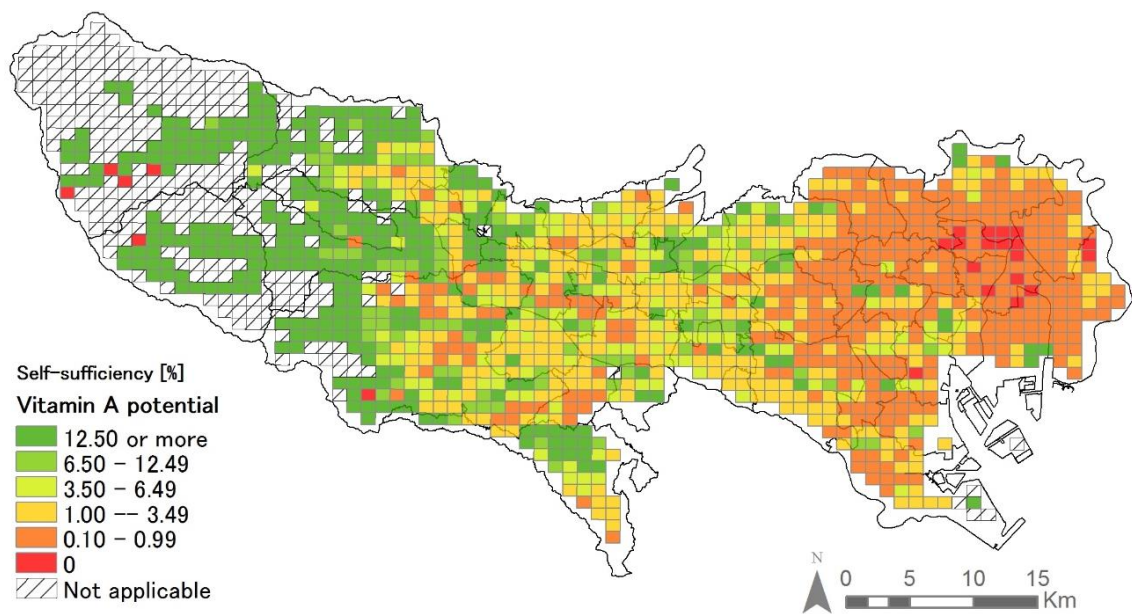 Self-sufficiency [%]
Vitamin A potential
12.50 or more
6.50 - 12.49
3.50 - 6.49
1.00 -- 3.49
0.10 - 0.99
0
Not applicable
N
0 5 10 15
Km